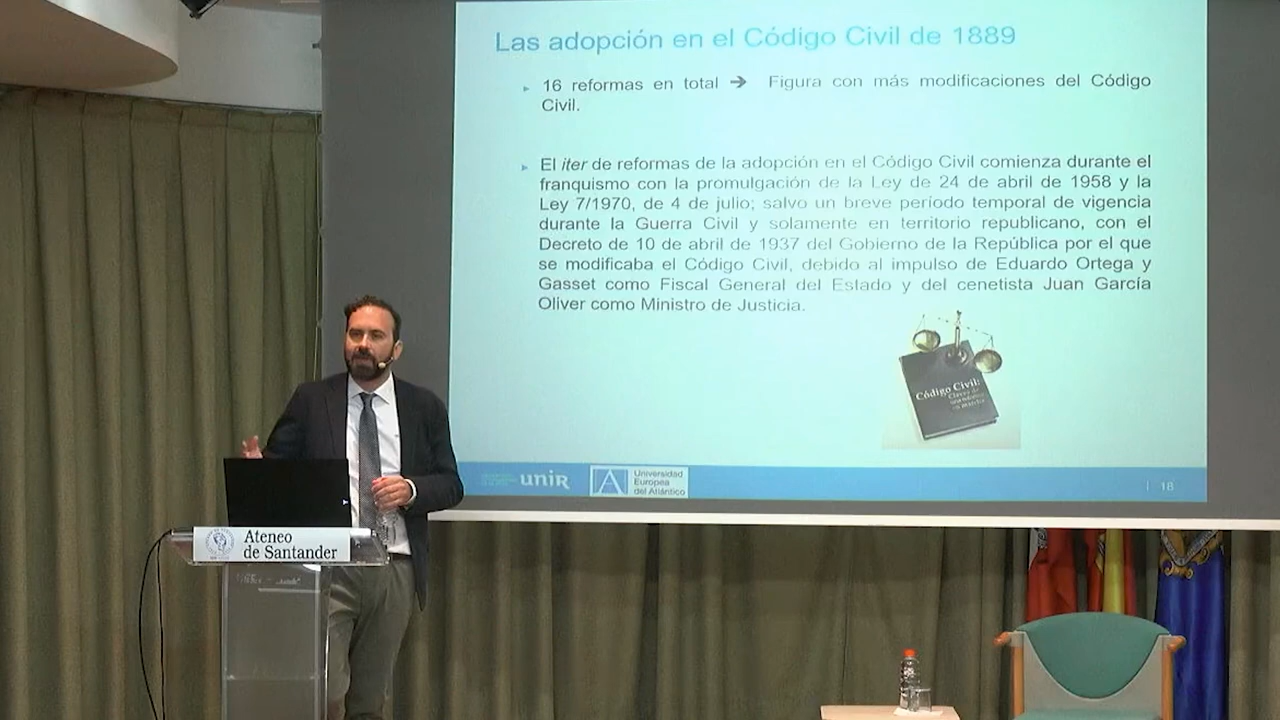 Las adopción en el Código Civil de 1889
16 reformas en total ➔ Figura con más modificaciones del Código
Civil.
El iter de reformas de la adopción en el Código Civil comienza durante el
franquismo con la promulgación de la Ley de 24 de abril de 1958 y la
Ley 7/1970, de 4 de julio; salvo un breve período temporal de vigencia
durante la Guerra Civil y solamente en territorio republicano, con el
Decreto de 10 de abril de 1937 del Gobierno de la República por el que
se modificaba el Código Civil, debido al impulso de Eduardo Ortega y
Gasset como Fiscal General del Estado y del cenetista Juan García
Oliver como Ministro de Justicia.
Código Civil:
unir
Universidad
Europea
del Atlántico
18
Ateneo
de Santander